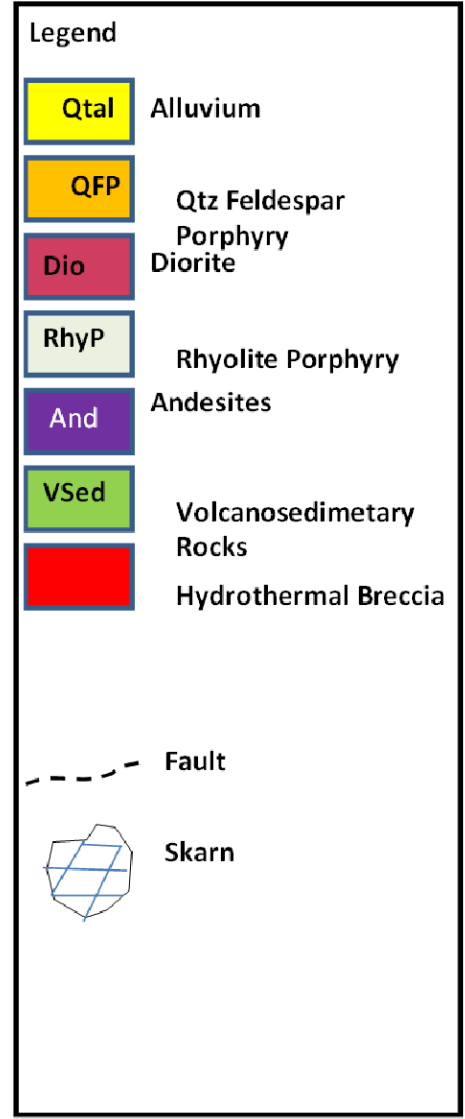 Legend
Qtal Alluvium
QFP Qtz Feldespar
Porphyry
Dio Diorite
RhyP Rhyolite Porphyry
And Andesites
VSed Volcanosedimetary
Rocks
Hydrothermal Breccia
Fault
Skarn